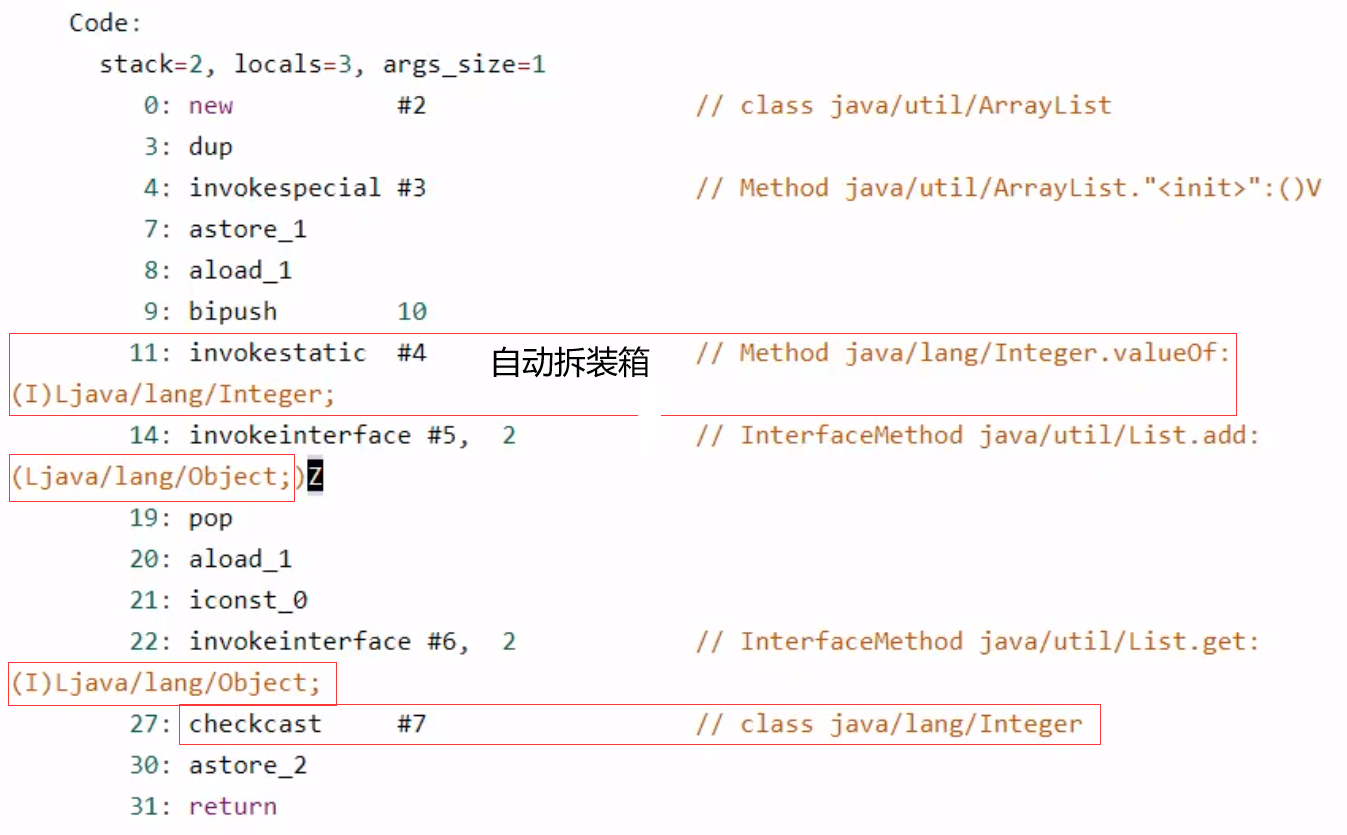 Code:
stack=2, locals=3, args_size=1
0: new #2 // class java/util/ArrayList
3: dup
4: invokespecial #3 // Method java/util/ArrayList."<init>":()V
7: astore_1
8: aload_1
9: bipush 10
11: invokestatic #4 自动拆装箱 // Method java/lang/Integer.valueOf:
(I)Ljava/lang/Integer;
14: invokeinterface #5, 2 // InterfaceMethod java/util/List.add:
(Ljava/lang/Object;)Z
19: pop
20: aload_1
21: iconst_0
22: invokeinterface #6, 2 // InterfaceMethod java/util/List.get:
(I)Ljava/lang/Object;
27: checkcast #7 // class java/lang/Integer
30: astore_2
31: return